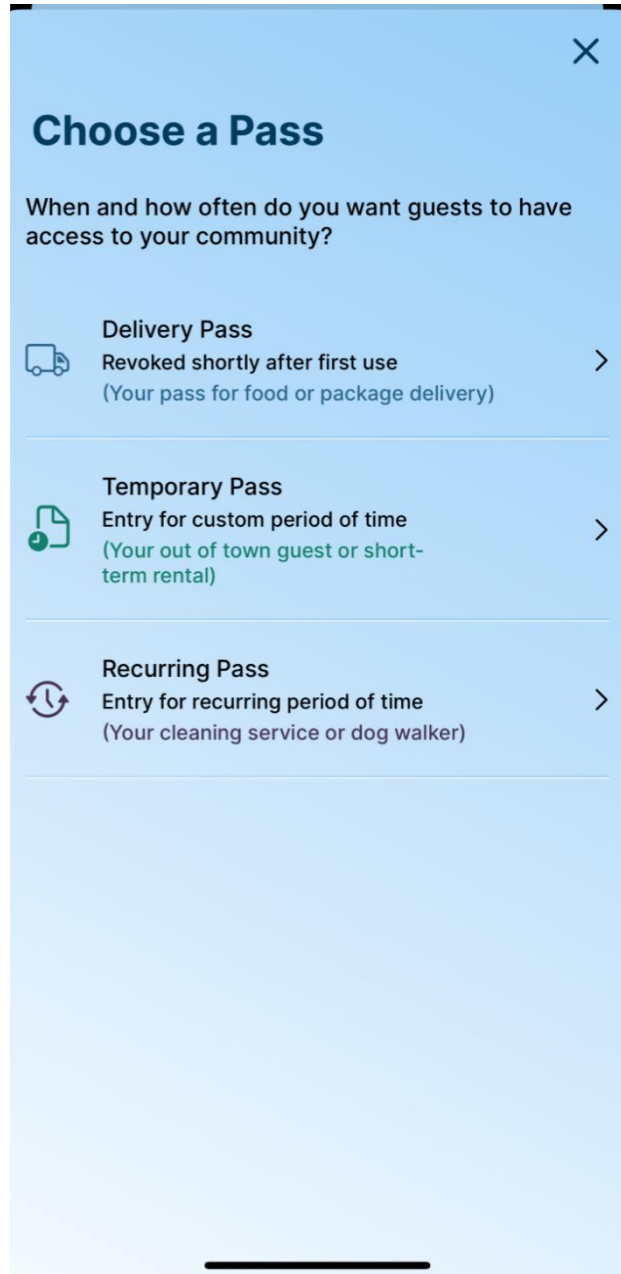 Choose a Pass
When and how often do you want guests to have
access to your community?
Delivery Pass
Revoked shortly after first use
(Your pass for food or package delivery)
Temporary Pass
Entry for custom period of time
(Your out of town guest or short-
term rental)
Recurring Pass
Entry for recurring period of time
(Your cleaning service or dog walker)